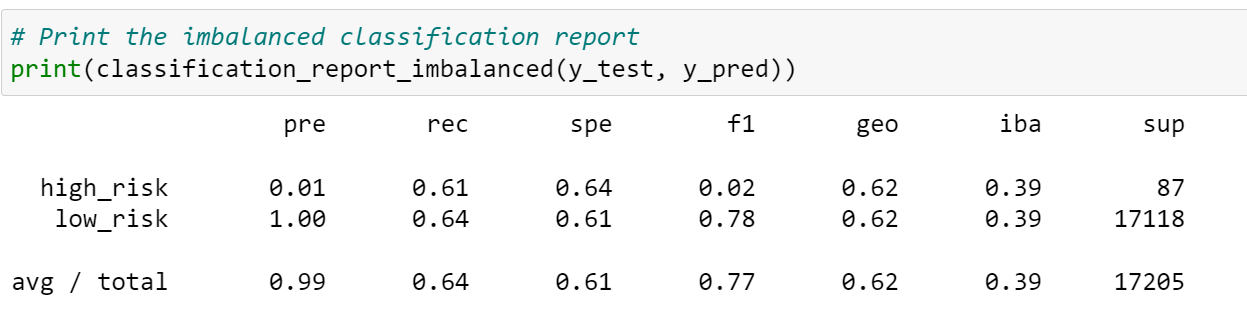 # Print the imbalanced classification report
print(classification_report_imbalanced(y_test, y_pred))
pre rec spe f1 geo iba sup
high_risk 0.01 0.61 0.64 0.02 0.62 0.39 87
low_risk 1.00 0.64 0.61 0.78 0.62 0.39 17118
avg / total 0.99 0.64 0.61 0.77 0.62 0.39 17205